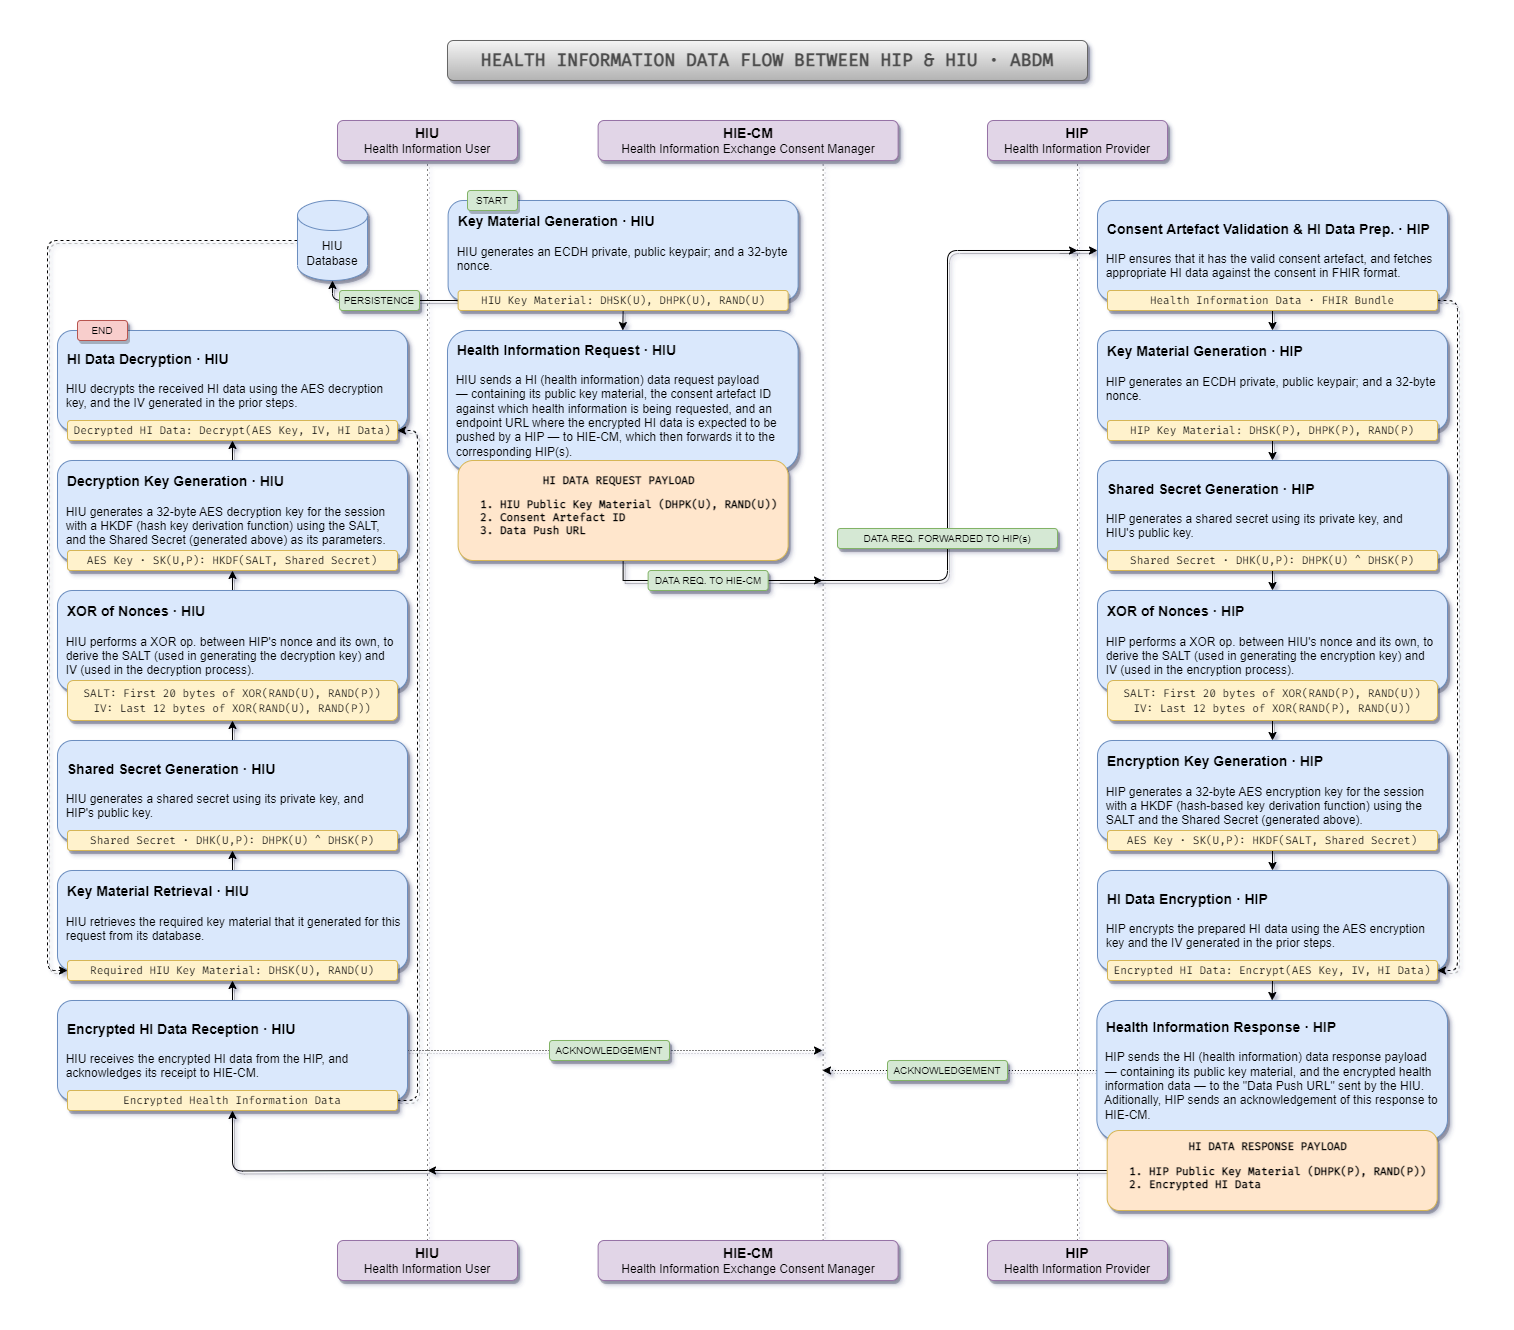 HEALTH INFORMATION DATA FLOW BETWEEN HIP & HIU · ABDM
HIU
Health Information User
HIE-CM
Health Information Exchange Consent Manager
HIP
Health Information Provider
HIU
Database
PERSISTENCE
START
Key Material Generation · HIU
HIU generates an ECDH private, public keypair; and a 32-byte
nonce.
HIU Key Material: DHSK(U), DHPK(U), RAND(U)
Health Information Request · HIU
HIU sends a HI (health information) data request payload
— containing its public key material, the consent artefact ID
against which health information is being requested, and an
endpoint URL where the encrypted HI data is expected to be
pushed by a HIP — to HIE-CM, which then forwards it to the
corresponding HIP(s).
HI DATA REQUEST PAYLOAD
1. HIU Public Key Material (DHPK(U), RAND(U))
2. Consent Artefact ID
3. Data Push URL
DATA REQ. TO HIE-CM
DATA REQ. FORWARDED TO HIP(s)
Consent Artefact Validation & HI Data Prep. · HIP
HIP ensures that it has the valid consent artefact, and fetches
appropriate HI data against the consent in FHIR format.
Health Information Data · FHIR Bundle
Key Material Generation · HIP
HIP generates an ECDH private, public keypair; and a 32-byte
nonce.
HIP Key Material: DHSK(P), DHPK(P), RAND(P)
Shared Secret Generation · HIP
HIP generates a shared secret using its private key, and
HIU's public key.
Shared Secret · DHK(U,P): DHPK(U) ^ DHSK(P)
XOR of Nonces · HIP
HIP performs a XOR op. between HIU's nonce and its own, to
derive the SALT (used in generating the encryption key) and
IV (used in the encryption process).
SALT: First 20 bytes of XOR(RAND(P), RAND(U))
IV: Last 12 bytes of XOR(RAND(P), RAND(U))
Encryption Key Generation · HIP
HIP generates a 32-byte AES encryption key for the session
with a HKDF (hash-based key derivation function) using the
SALT and the Shared Secret (generated above).
AES Key · SK(U,P): HKDF(SALT, Shared Secret)
HI Data Encryption · HIP
HIP encrypts the prepared HI data using the AES encryption
key and the IV generated in the prior steps.
Encrypted HI Data: Encrypt(AES Key, IV, HI Data)
Health Information Response · HIP
HIP sends the HI (health information) data response payload
— containing its public key material, and the encrypted health
information data — to the "Data Push URL" sent by the HIU.
Aditionally, HIP sends an acknowledgement of this response to
HIE-CM.
HI DATA RESPONSE PAYLOAD
1. HIP Public Key Material (DHPK(P), RAND(P))
2. Encrypted HI Data
ACKNOWLEDGEMENT
ACKNOWLEDGEMENT
END
HI Data Decryption · HIU
HIU decrypts the received HI data using the AES decryption
key, and the IV generated in the prior steps.
Decrypted HI Data: Decrypt(AES Key, IV, HI Data)
Decryption Key Generation · HIU
HIU generates a 32-byte AES decryption key for the session
with a HKDF (hash key derivation function) using the SALT,
and the Shared Secret (generated above) as its parameters.
AES Key · SK(U,P): HKDF(SALT, Shared Secret)
XOR of Nonces · HIU
HIU performs a XOR op. between HIP's nonce and its own, to
derive the SALT (used in generating the decryption key) and
IV (used in the decryption process).
SALT: First 20 bytes of XOR(RAND(U), RAND(P))
IV: Last 12 bytes of XOR(RAND(U), RAND(P))
Shared Secret Generation · HIU
HIU generates a shared secret using its private key, and
HIP's public key.
Shared Secret · DHK(U,P): DHPK(U) ^ DHSK(P)
Key Material Retrieval · HIU
HIU retrieves the required key material that it generated for this
request from its database.
Required HIU Key Material: DHSK(U), RAND(U)
Encrypted HI Data Reception · HIU
HIU receives the encrypted HI data from the HIP, and
acknowledges its receipt to HIE-CM.
Encrypted Health Information Data
HIU
Health Information User
HIE-CM
Health Information Exchange Consent Manager
HIP
Health Information Provider